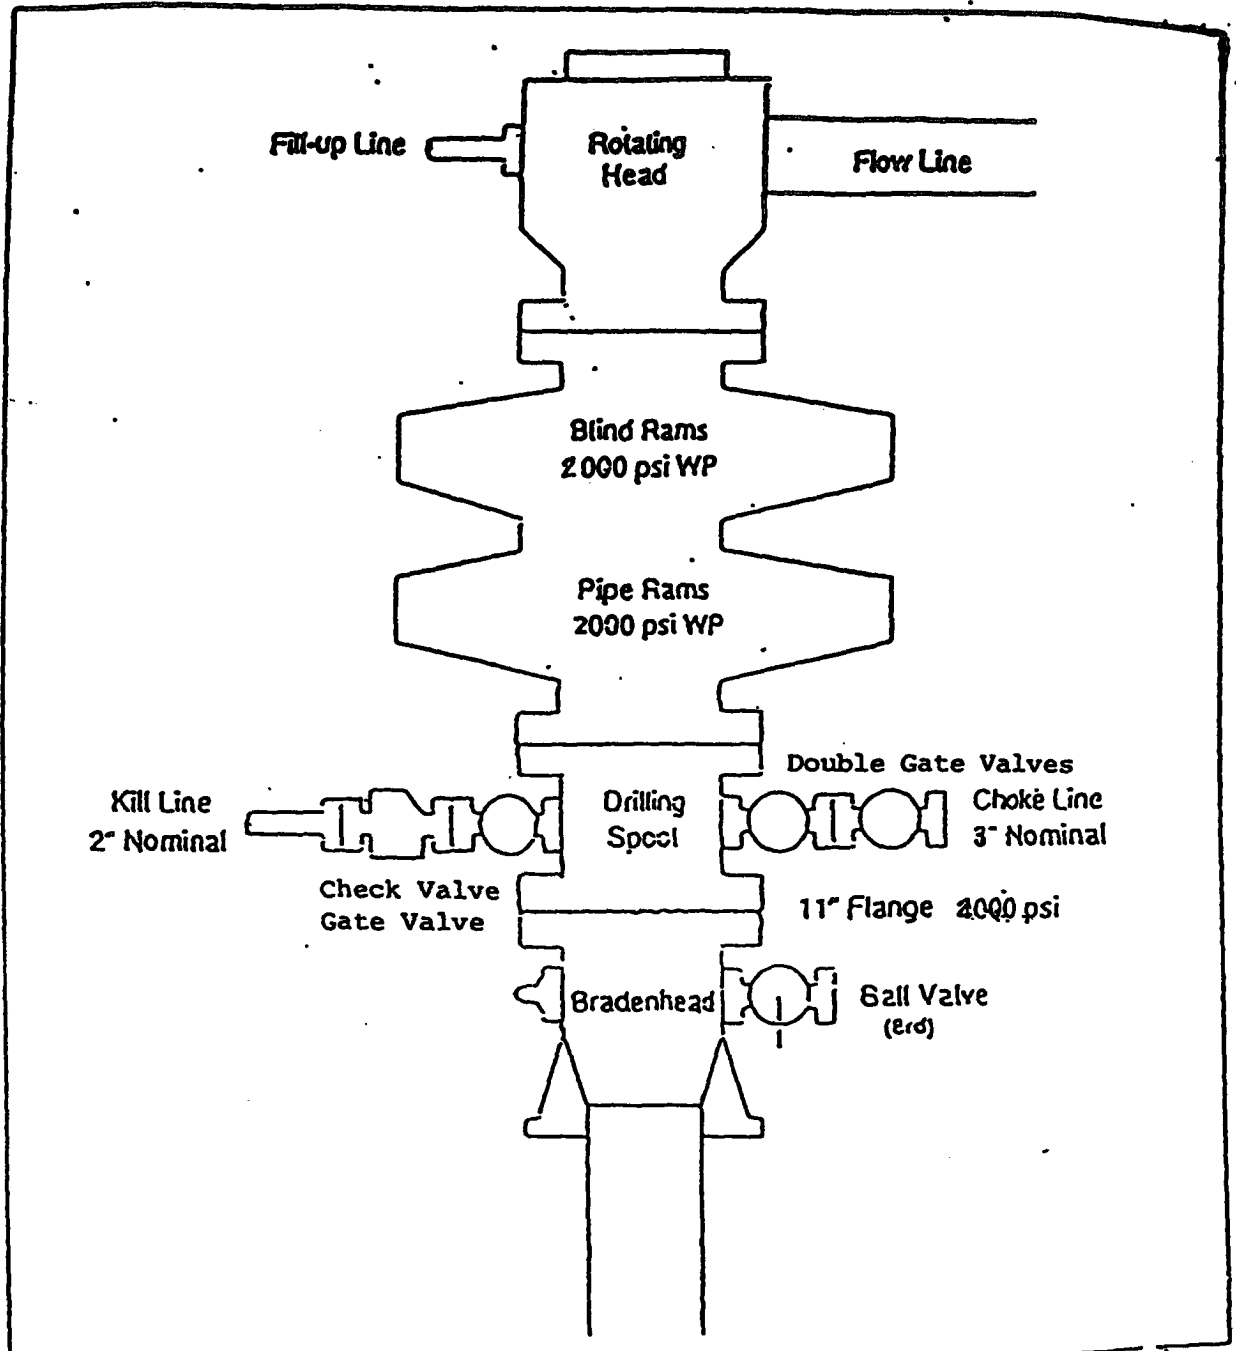 Fill-up Line
Rotating
Head
Flow Line
Blind Rams
2000 psi WP
Pipe Rams
2000 psi WP
Double Gate Valves
Kill Line
2" Nominal
Drilling
Spool
Choke Line
3" Nominal
Check Valve
Gate Valve
11" Flange psi
Bradenhead
Ball Valve